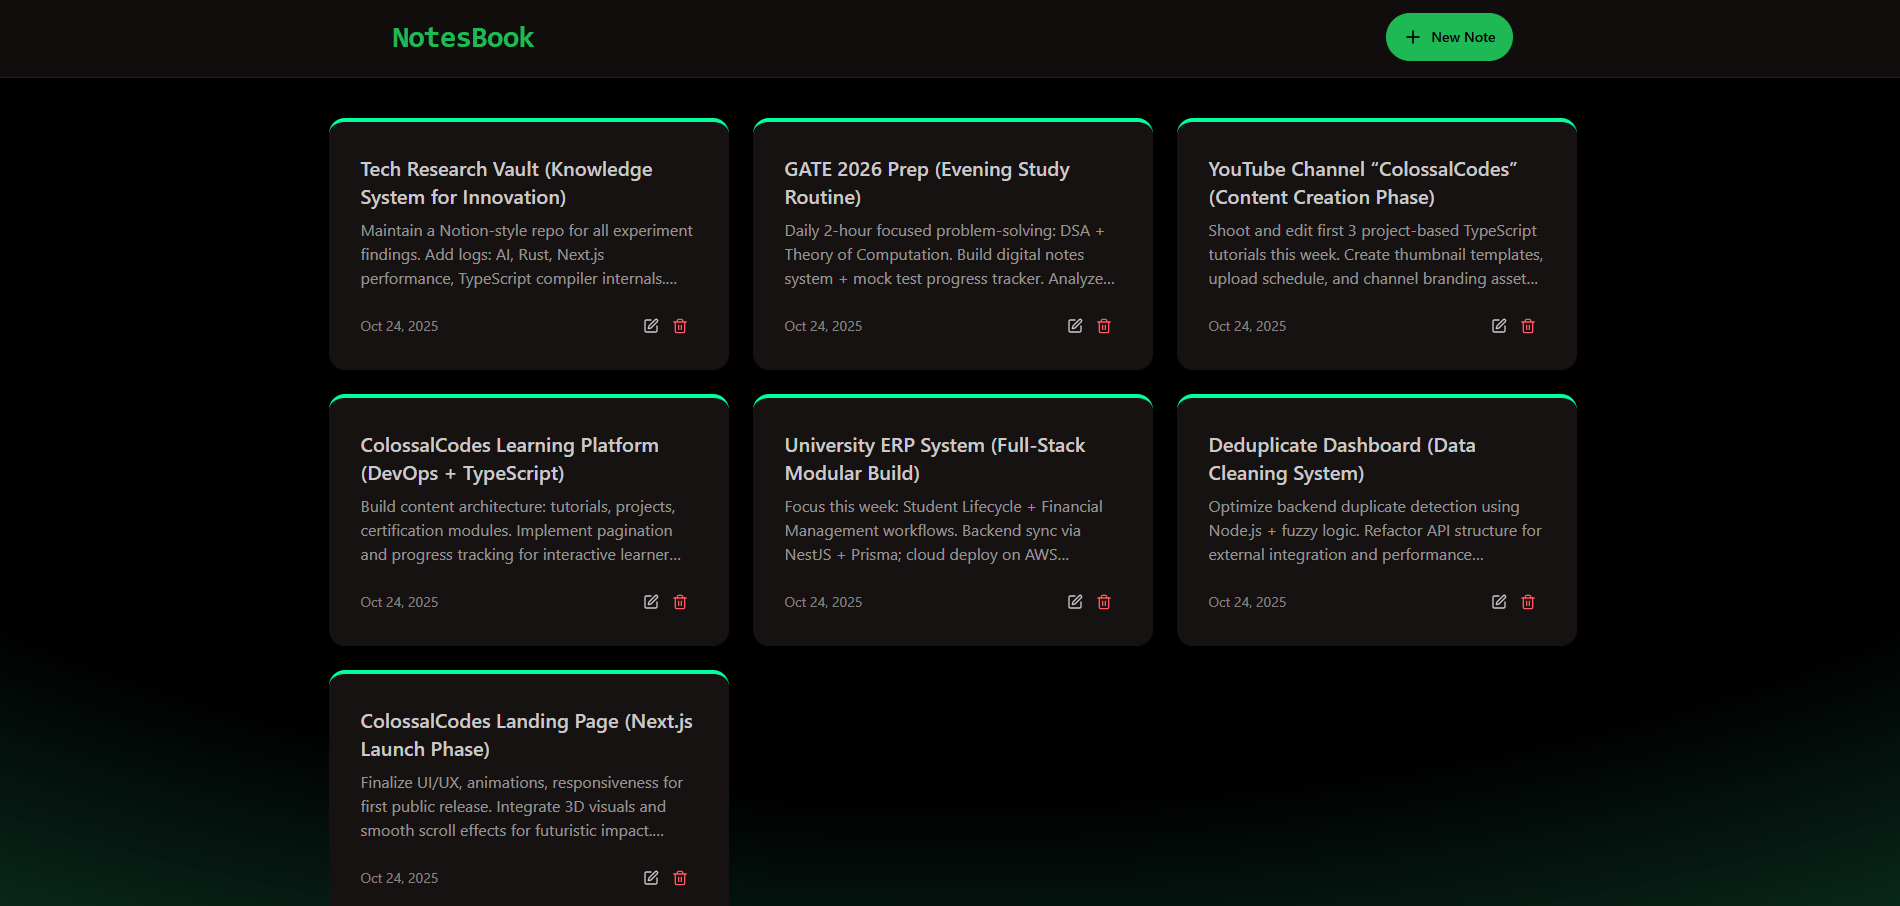 NotesBook
New Note
Tech Research Vault (Knowledge
System for Innovation)
Maintain a Notion-style repo for all experiment
findings. Add logs: AI, Rust, Next.js
performance, TypeScript compiler internals....
Oct 24, 2025
GATE 2026 Prep (Evening Study
Routine)
Daily 2-hour focused problem-solving: DSA +
Theory of Computation. Build digital notes
system + mock test progress tracker. Analyze...
Oct 24, 2025
YouTube Channel “ColossalCodes”
(Content Creation Phase)
Shoot and edit first 3 project-based TypeScript
tutorials this week. Create thumbnail templates,
upload schedule, and channel branding asset...
Oct 24, 2025
ColossalCodes Learning Platform
(DevOps + TypeScript)
Build content architecture: tutorials, projects,
certification modules. Implement pagination
and progress tracking for interactive learner...
Oct 24, 2025
University ERP System (Full-Stack
Modular Build)
Focus this week: Student Lifecycle + Financial
Management workflows. Backend sync via
NestJS + Prisma; cloud deploy on AWS...
Oct 24, 2025
Deduplicate Dashboard (Data
Cleaning System)
Optimize backend duplicate detection using
Node.js + fuzzy logic. Refactor API structure for
external integration and performance...
Oct 24, 2025
ColossalCodes Landing Page (Next.js
Launch Phase)
Finalize UI/UX, animations, responsiveness for
first public release. Integrate 3D visuals and
smooth scroll effects for futuristic impact....
Oct 24, 2025